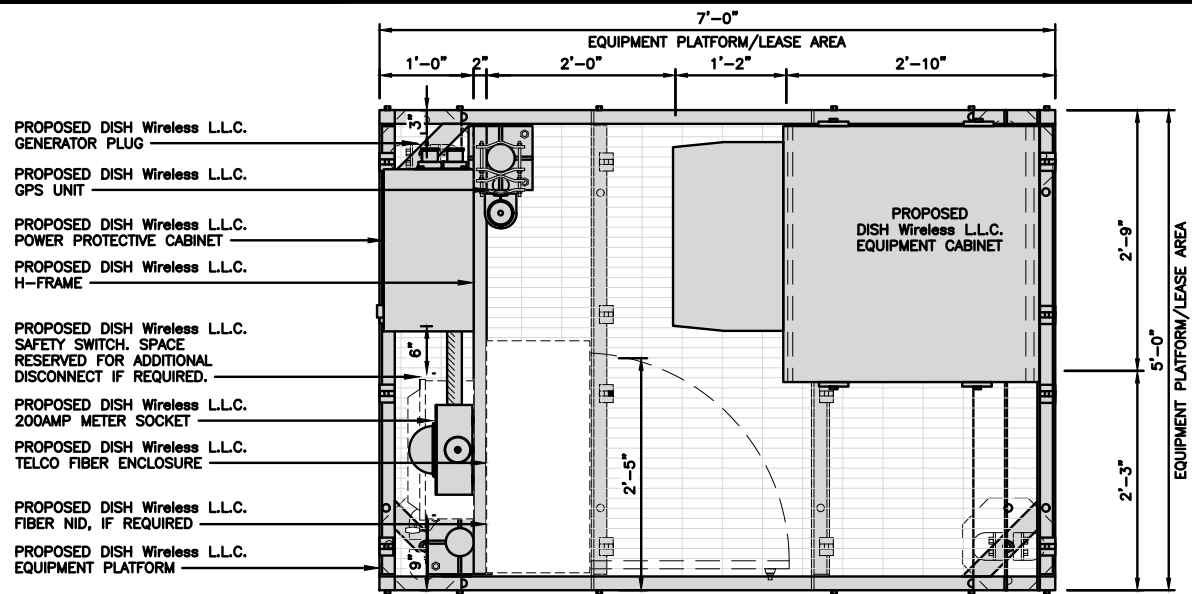 7'-0"
EQUIPMENT PLATFORM/LEASE AREA
1'-0"
2"
2'-0"
1'-2"
2'-10"
PROPOSED DISH Wireless L.L.C.
GENERATOR PLUG
3"
PROPOSED DISH Wireless L.L.C.
GPS UNIT
PROPOSED DISH Wireless L.L.C.
POWER PROTECTIVE CABINET
PROPOSED DISH Wireless L.L.C.
H-FRAME
PROPOSED DISH Wireless L.L.C.
SAFETY SWITCH. SPACE
RESERVED FOR ADDITIONAL
DISCONNECT IF REQUIRED.
6"
PROPOSED DISH Wireless L.L.C.
200AMP METER SOCKET
PROPOSED DISH Wireless L.L.C.
TELCO FIBER ENCLOSURE
PROPOSED DISH Wireless L.L.C.
FIBER NID, IF REQUIRED
PROPOSED DISH Wireless L.L.C.
EQUIPMENT PLATFORM
9"
2'-5"
PROPOSED
DISH Wireless L.L.C.
EQUIPMENT CABINET
2'-9"
2'-3"
5'-0"
EQUIPMENT PLATFORM/LEASE AREA